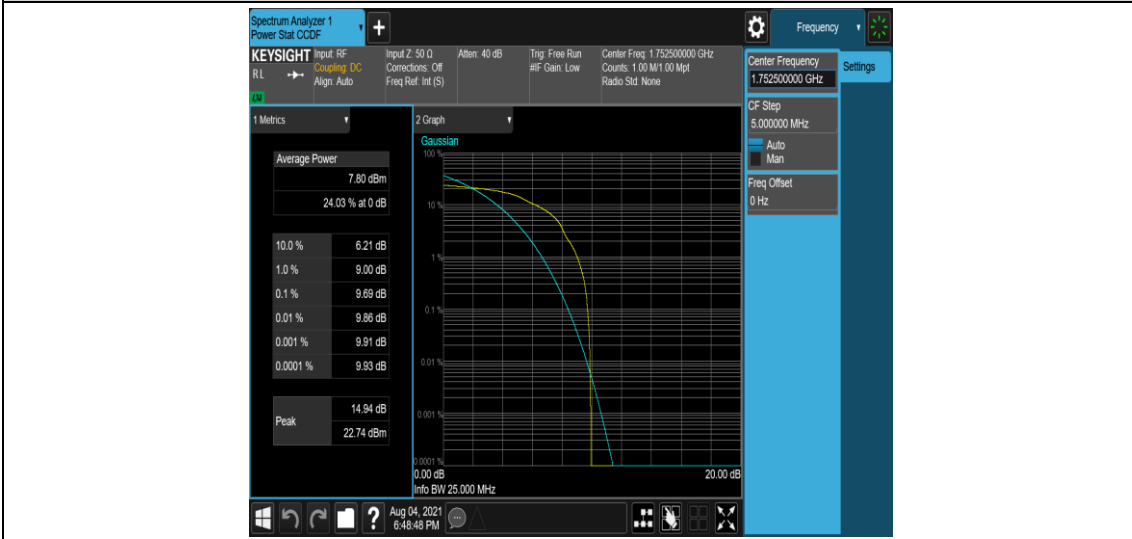 Spectrum Analyzer 1
Power Stat CCDF
+
Frequency
KEYSIGHT
RL
Input: RF
Coupling: DC
Align: Auto
Input Z: 50 Ω
Corrections: Off
Freq Ref: Int (S)
Atten: 40 dB
Trig: Free Run
#IF Gain: Low
Center Freq: 1.752500000 GHz
Counts: 1.00 M/1.00 Mpt
Radio Std: None
Center Frequency
1.752500000 GHz
Settings
CF Step
5.000000 MHz
Auto
Man
Freq Offset
0 Hz
1 Metrics
Average Power
7.80 dBm
24.03 % at 0 dB
10.0 % 6.21 dB
1.0 % 9.00 dB
0.1 % 9.69 dB
0.01 % 9.86 dB
0.001 % 9.91 dB
0.0001 % 9.93 dB
Peak
14.94 dB
22.74 dBm
2 Graph
Gaussian
100 %
10 %
1 %
0.1 %
0.01 %
0.001 %
0.0001 %
0.00 dB
20.00 dB
Info BW 25.000 MHz
?
Aug 04, 2021
6:48:48 PM